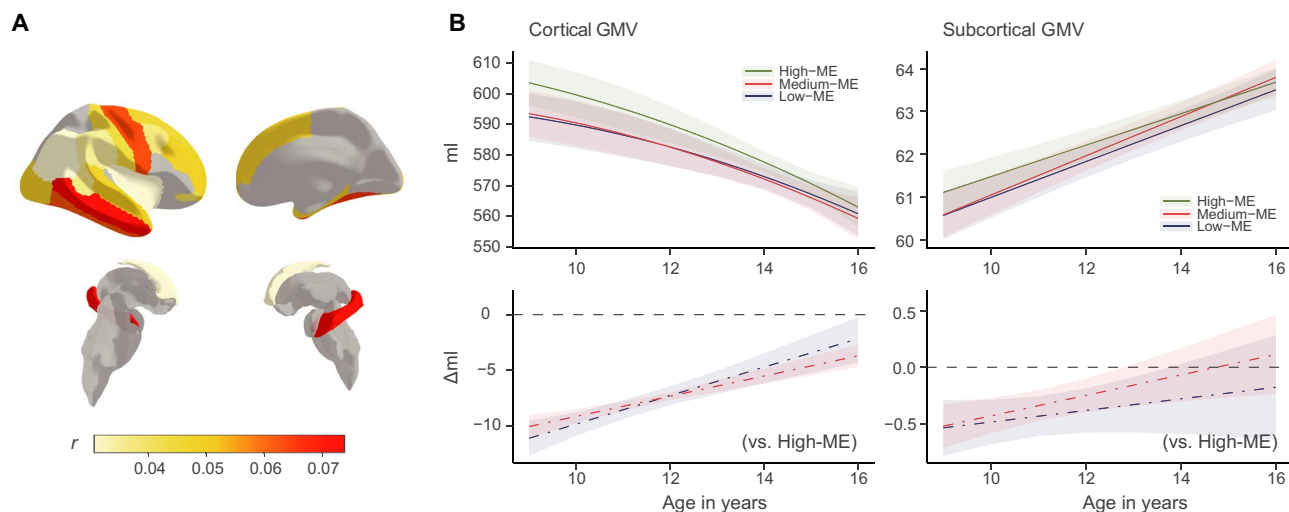 A
B
Cortical GMV
Subcortical GMV
610
600
590
580
570
560
550
ml
High−ME
Medium−ME
Low−ME
10
12
14
16
64
63
62
61
60
High−ME
Medium−ME
Low−ME
10
12
14
16
0
−5
−10
Δml
(vs. High-ME)
10
12
14
16
Age in years
0.5
0.0
−0.5
(vs. High-ME)
10
12
14
16
Age in years
r
0.04 0.05 0.06 0.07